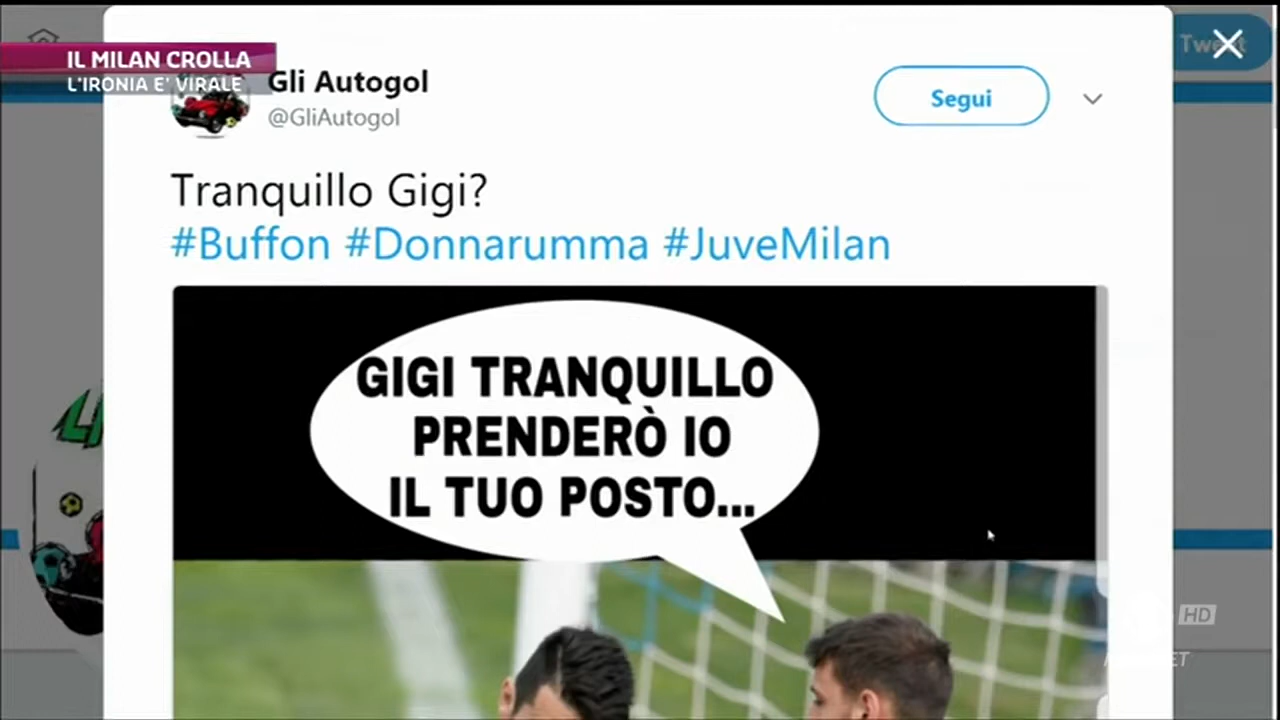 IL MILAN CROLLA
L'IRONIA E' VIRALE
Gli Autogol
@GliAutogol
Segui
Tranquillo Gigi?
#Buffon #Donnarumma #JuveMilan
GIGI TRANQUILLO
PRENDERÒ IO
IL TUO POSTO...
HD